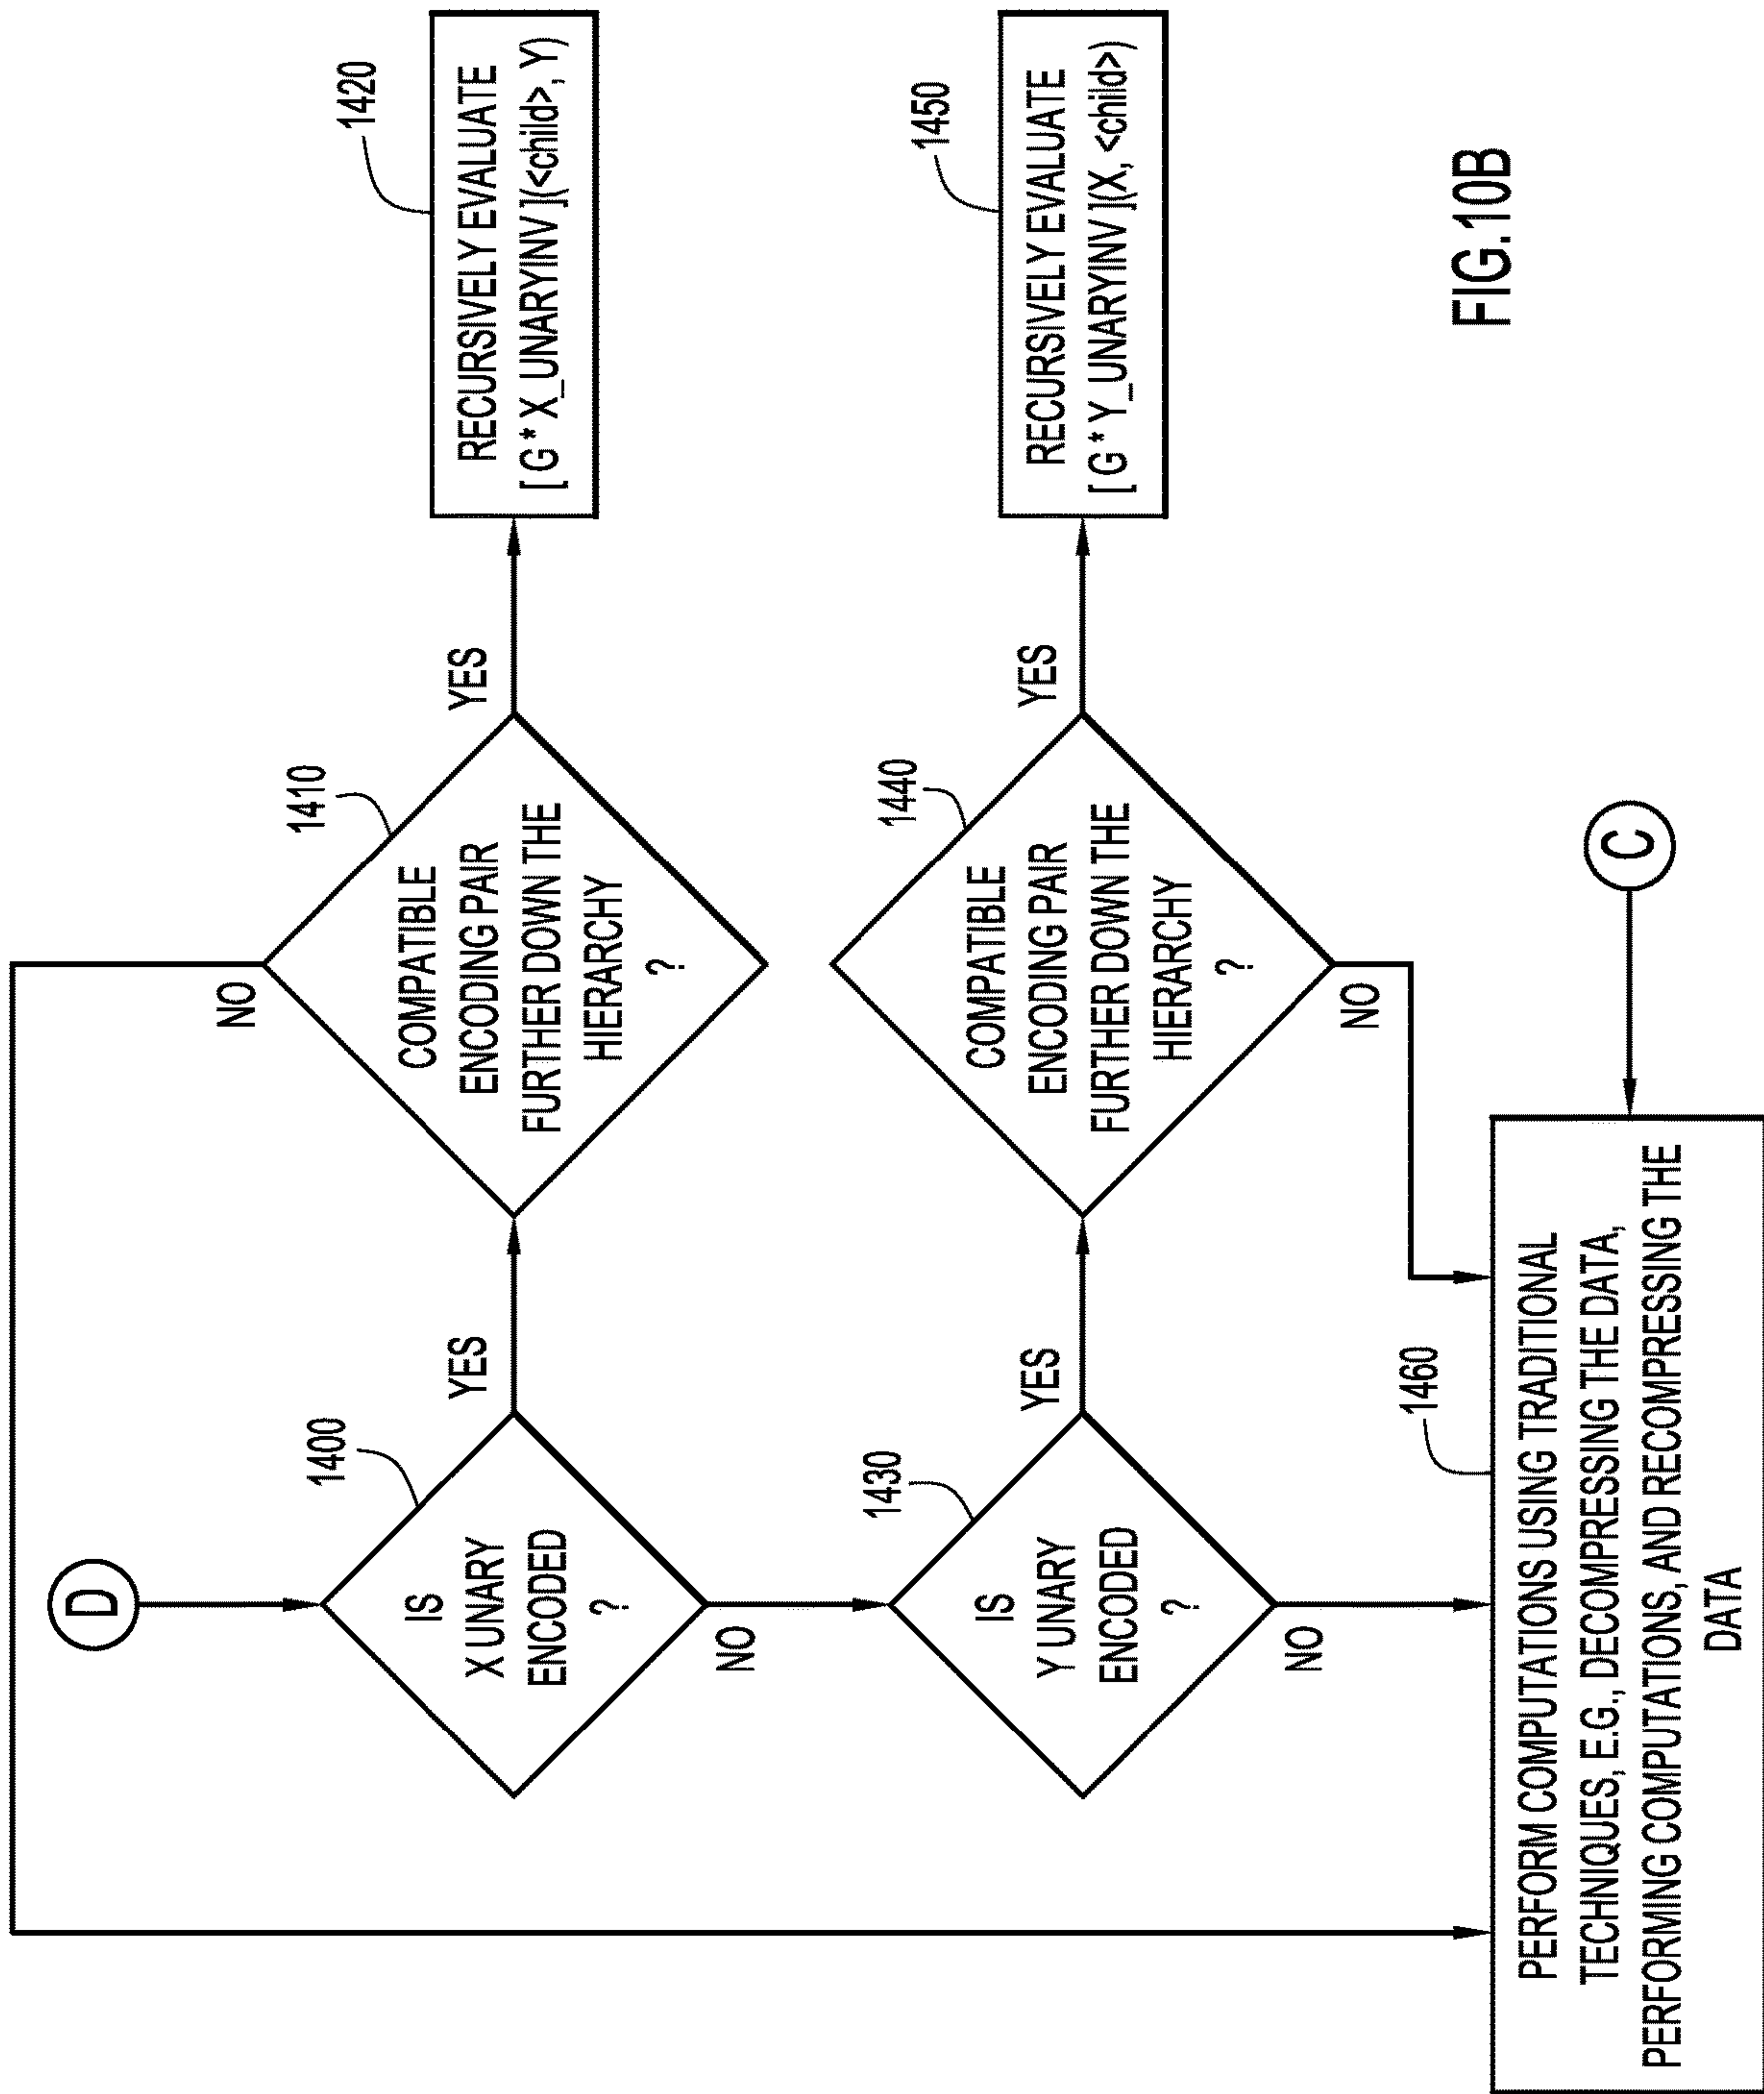 D
1400
IS
X UNARY
ENCODED
?
YES
NO
1410
COMPATIBLE
ENCODING PAIR
FURTHER DOWN THE
HIERARCHY
?
NO
YES
1420
RECURSIVELY EVALUATE
[ G * X_UNARYINV ](<child>, Y)
1430
IS
Y UNARY
ENCODED
?
YES
NO
1440
COMPATIBLE
ENCODING PAIR
FURTHER DOWN THE
HIERARCHY
?
YES
NO
1450
RECURSIVELY EVALUATE
[ G * Y_UNARYINV ](X, <child>)
1460
PERFORM COMPUTATIONS USING TRADITIONAL
TECHNIQUES, E.G., DECOMPRESSING THE DATA,
PERFORMING COMPUTATIONS, AND RECOMPRESSING THE
DATA
C
FIG.10B